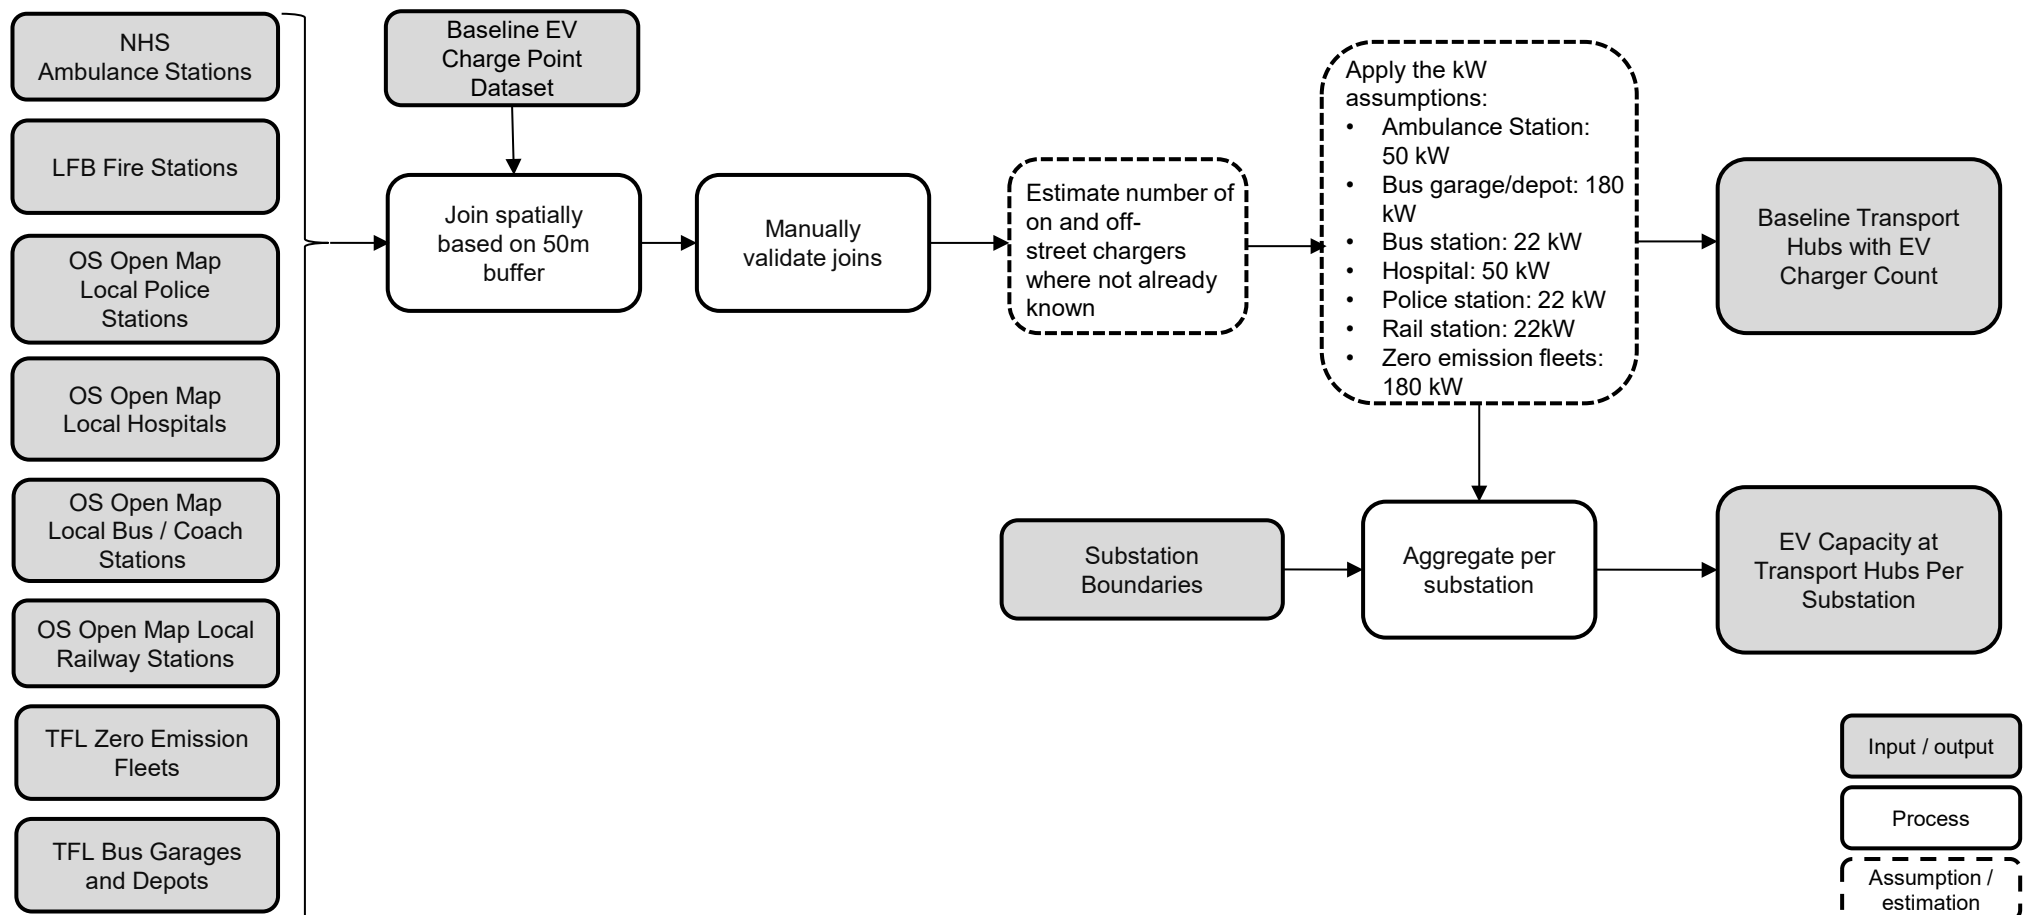 NHS
Ambulance Stations
LFB Fire Stations
OS Open Map
Local Police
Stations
OS Open Map
Local Hospitals
OS Open Map
Local Bus / Coach
Stations
OS Open Map Local
Railway Stations
TFL Zero Emission
Fleets
TFL Bus Garages
and Depots
Baseline EV
Charge Point
Dataset
Join spatially
based on 50m
buffer
Manually
validate joins
Estimate number of
on and off-
street chargers
where not already
known
Apply the kW
assumptions:
• Ambulance Station:
50 kW
• Bus garage/depot: 180
kW
• Bus station: 22 kW
• Hospital: 50 kW
• Police station: 22 kW
• Rail station: 22kW
• Zero emission fleets:
180 kW
Baseline Transport
Hubs with EV
Charger Count
Substation
Boundaries
Aggregate per
substation
EV Capacity at
Transport Hubs Per
Substation
Input / output
Process
Assumption /
estimation